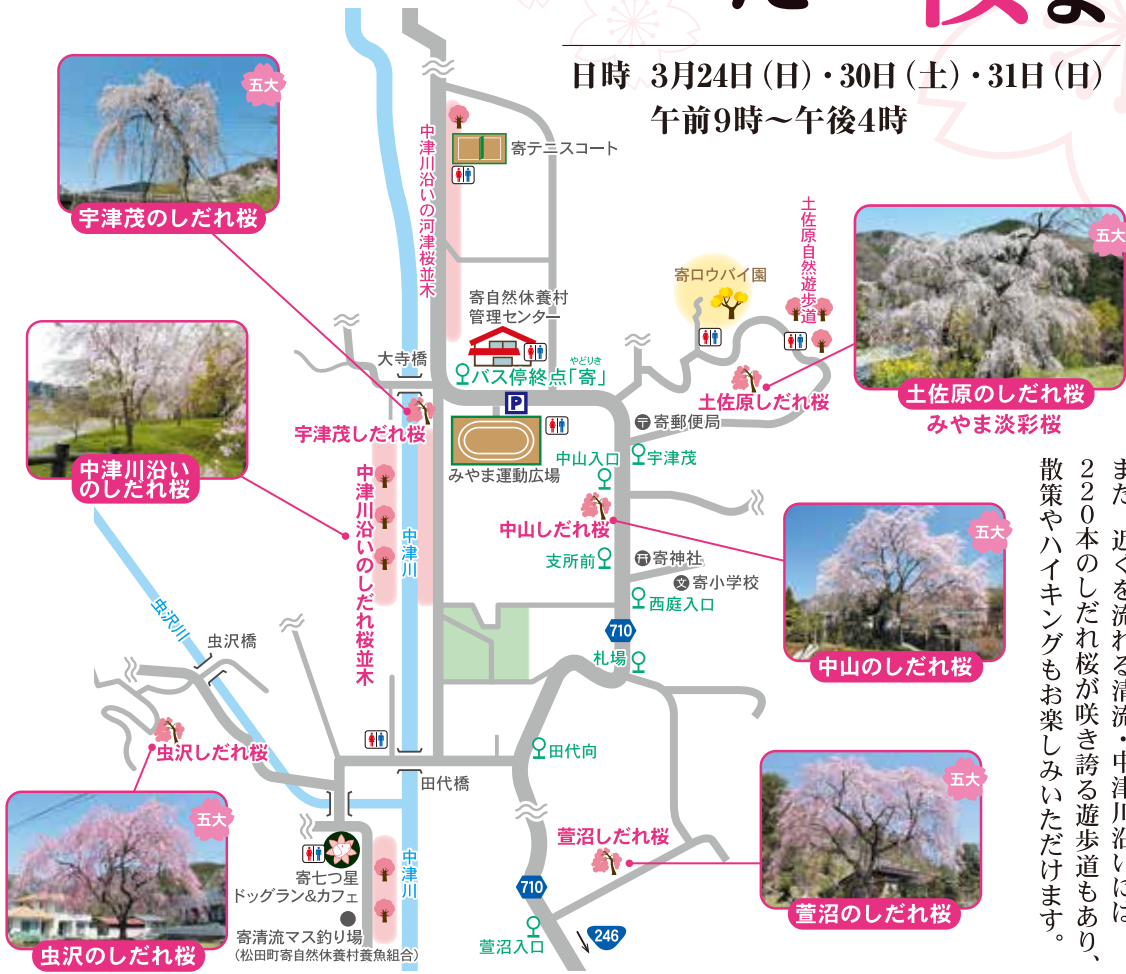 日時 3月24日(日)・30日(土)・31日(日)
午前9時～午後4時
五大
宇津茂のしだれ桜
中津川沿いの河津桜並木
寄テニスコート
土佐原自然遊歩道
五大
土佐原のしだれ桜
みやま淡彩桜
寄ロウバイ園
寄自然休養村
管理センター
大寺橋
やどりき
バス停終点「寄」
P
土佐原しだれ桜
宇津茂しだれ桜
〒寄郵便局
みやま運動広場
中山入口
宇津茂
中津川沿い
のしだれ桜
中津川沿いのしだれ桜並木
中津川
中山しだれ桜
支所前
寄神社
文 寄小学校
西庭入口
710
札場
五大
中山のしだれ桜
近くを流れる清流・中津川沿いには
220本のしだれ桜が咲き誇る遊歩道もあり、
散策やハイキングもお楽しみいただけます。
虫沢川
虫沢橋
虫沢しだれ桜
田代向
田代橋
五大
虫沢のしだれ桜
寄七つ星
ドッグラン&カフェ
寄清流マス釣り場
(松田町寄自然休養村養魚組合)
中津川
萱沼しだれ桜
710
萱沼入口
246
五大
萱沼のしだれ桜